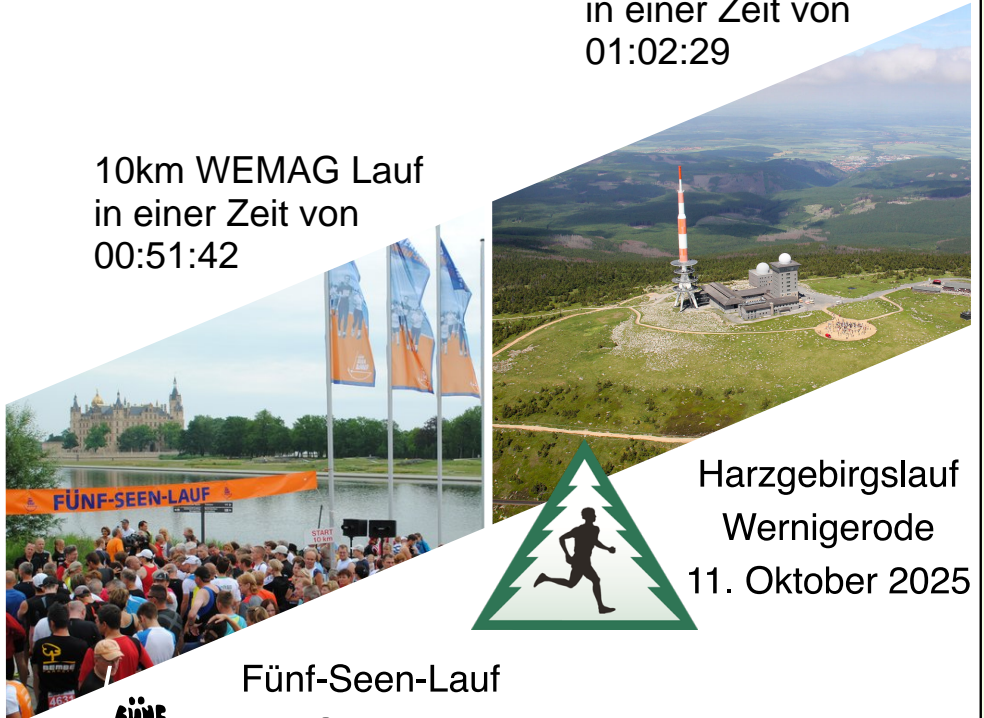 in einer Zeit von
01:02:29
10km WEMAG Lauf
in einer Zeit von
00:51:42
FÜNF-SEEN-LAUF
START
10 km
Harzgebirgslauf
Wernigerode
11. Oktober 2025
Fünf-Seen-Lauf
FÜNF